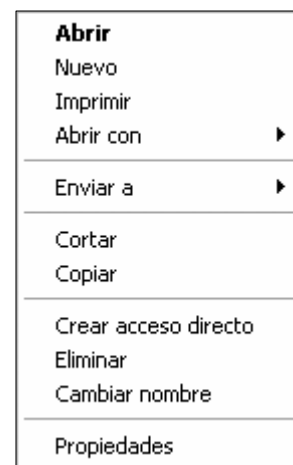 Abrir
Nuevo
Imprimir
Abrir con
Enviar a
Cortar
Copiar
Crear acceso directo
Eliminar
Cambiar nombre
Propiedades